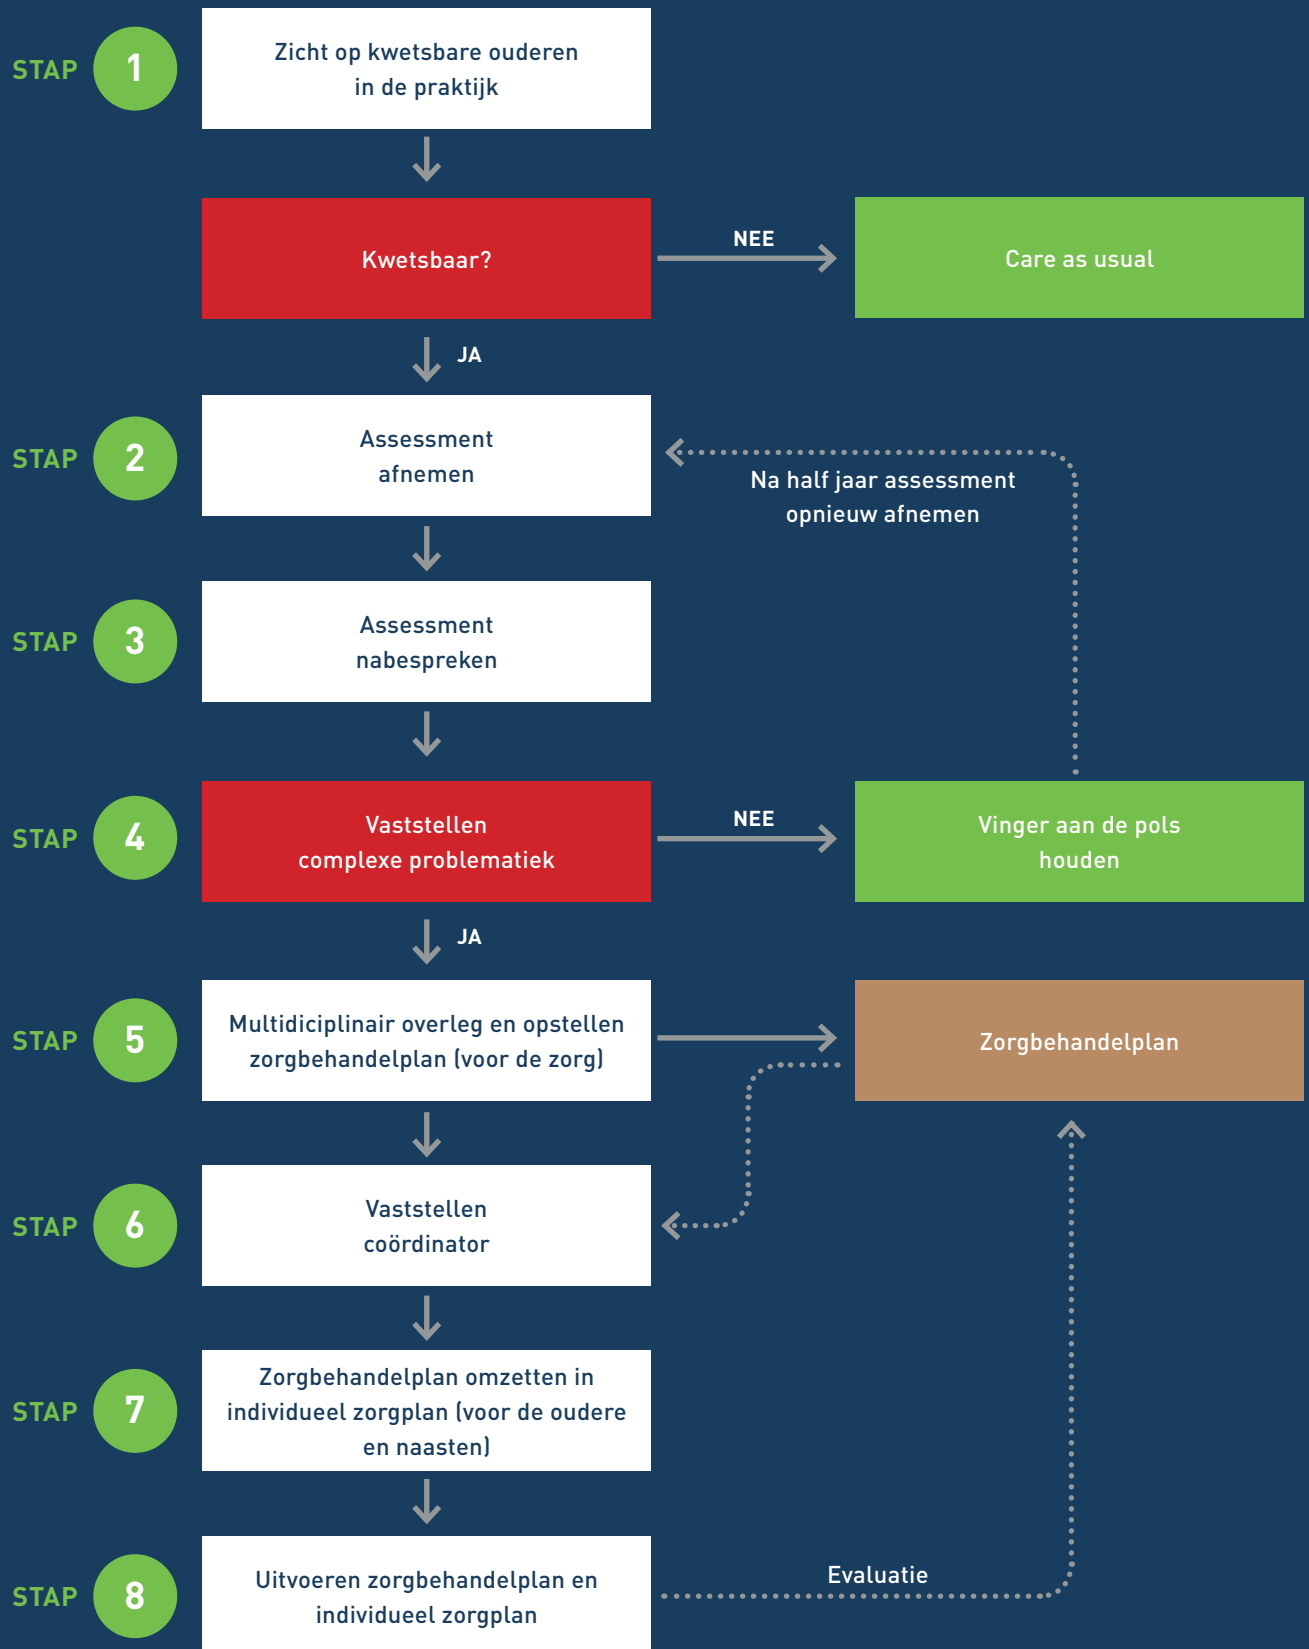 STAP 1
Zicht op kwetsbare ouderen
in de praktijk
Kwetsbaar?
NEE
Care as usual
JA
STAP 2
Assessment
afnemen
Na half jaar assessment
opnieuw afnemen
STAP 3
Assessment
nabespreken
STAP 4
Vaststellen
complexe problematiek
NEE
Vinger aan de pols
houden
JA
STAP 5
Multidiciplinair overleg en opstellen
zorgbehandelplan (voor de zorg)
Zorgbehandelplan
STAP 6
Vaststellen
coördinator
STAP 7
Zorgbehandelplan omzetten in
individueel zorgplan (voor de oudere
en naasten)
STAP 8
Uitvoeren zorgbehandelplan en
individueel zorgplan
Evaluatie